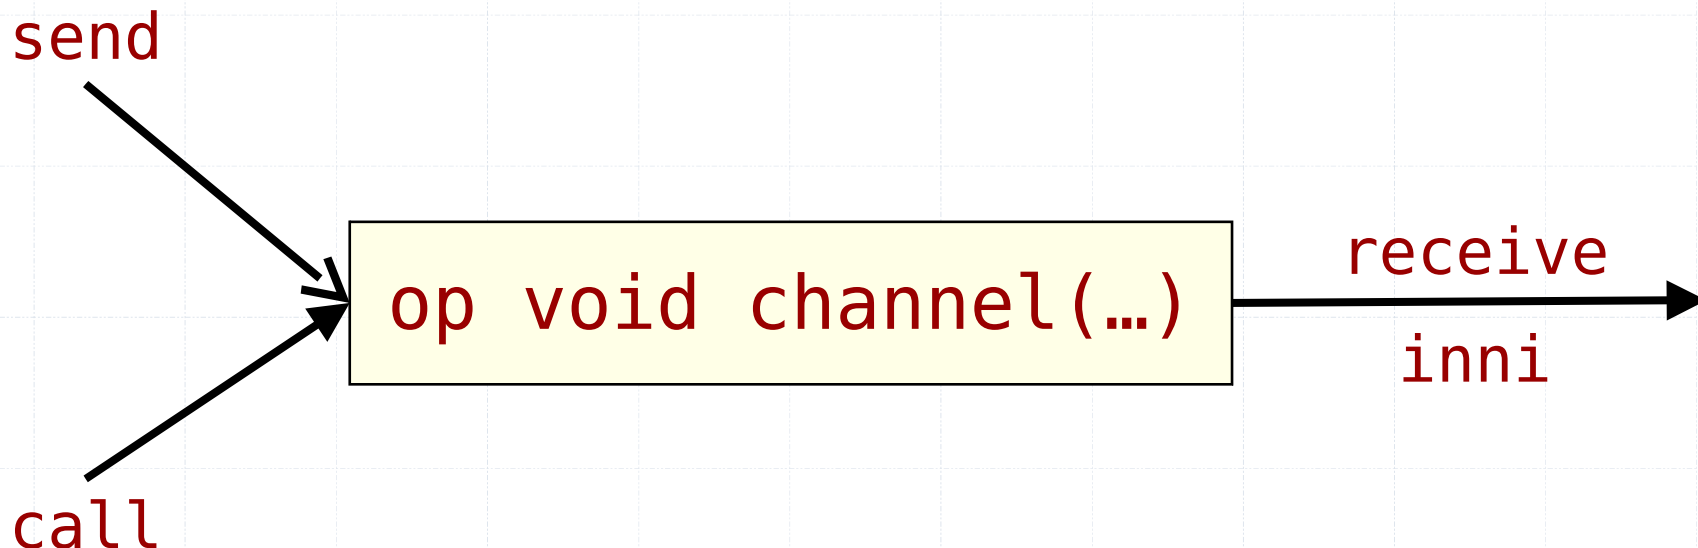 send
op void channel(…)
receive
inni
call